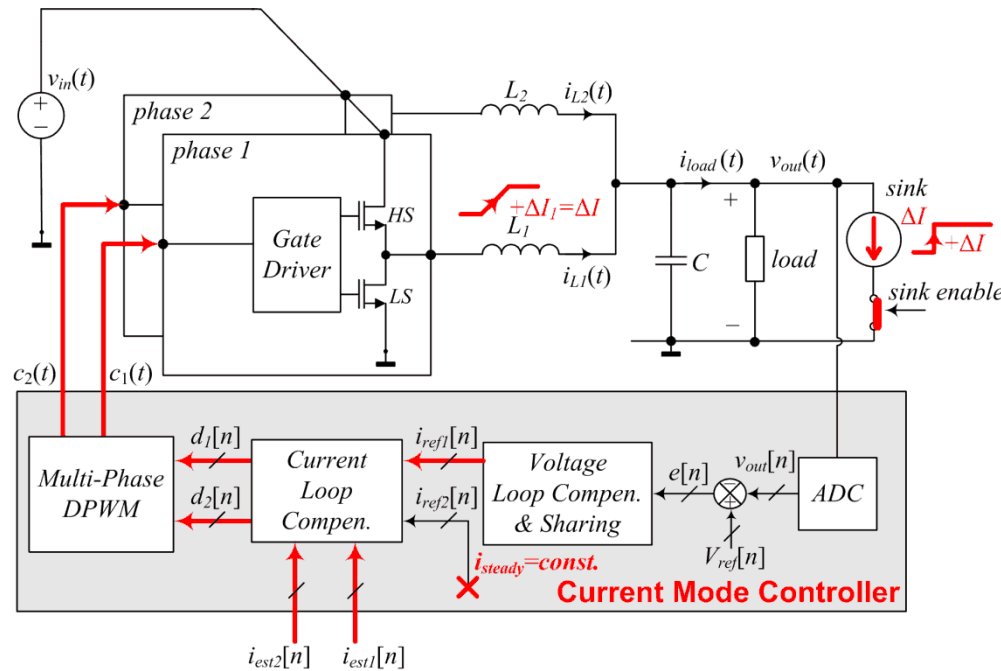 v_in(t)
+
−
phase 2
phase 1
Gate
Driver
HS
LS
L_2
i_L2(t)
+ΔI_1=ΔI
L_1
i_L1(t)
i_load(t)
v_out(t)
+
−
C
load
sink
ΔI
+ΔI
sink enable
c_2(t)
c_1(t)
Multi-Phase
DPWM
d_1[n]
d_2[n]
Current
Loop
Compen.
i_ref1[n]
i_ref2[n]
Voltage
Loop Compen.
& Sharing
e[n]
v_out[n]
ADC
−
+
V_ref[n]
i_steady=const.
Current Mode Controller
i_est2[n]
i_est1[n]